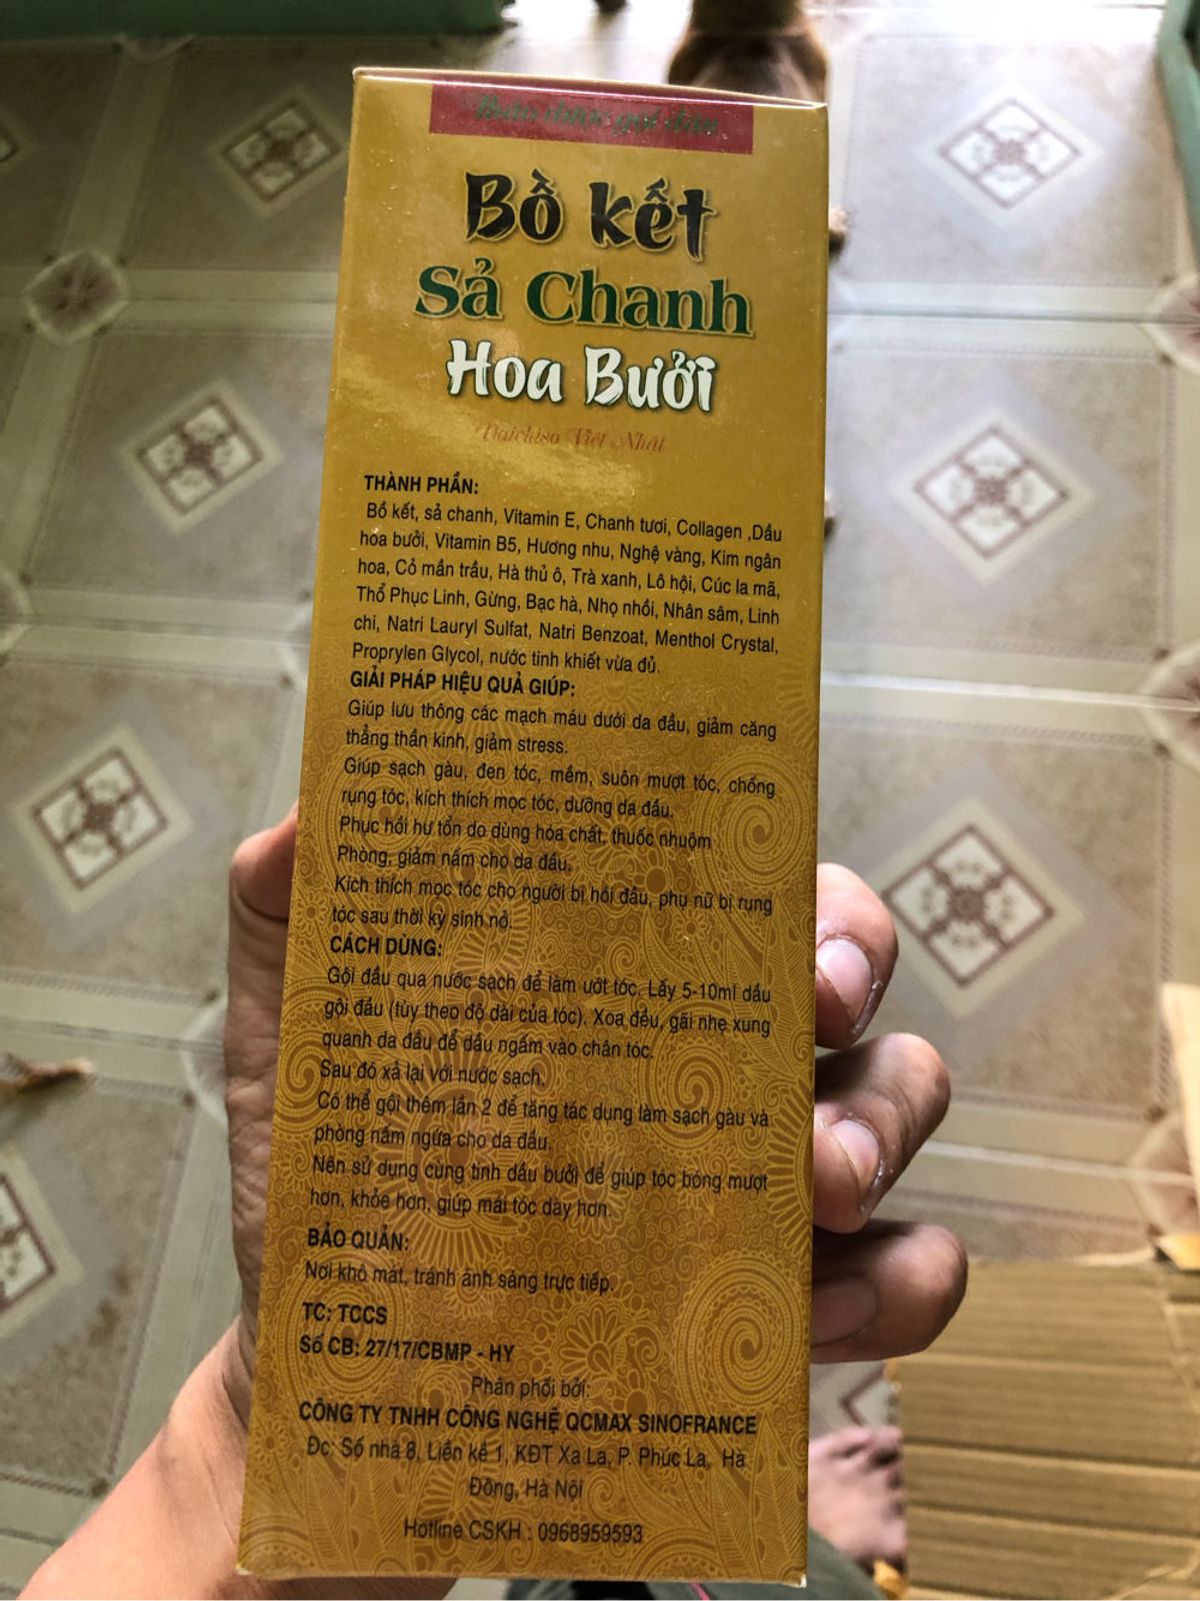 Thảo dược gội đầu
Bồ kết
Sả Chanh
Hoa Bưởi
Daichiso Việt Nhật
THÀNH PHẦN:
Bồ kết, sả chanh, Vitamin E, Chanh tươi, Collagen ,Dầu
hoa bưởi, Vitamin B5, Hương nhu, Nghệ vàng, Kim ngân
hoa, Cỏ mần trầu, Hà thủ ô, Trà xanh, Lô hội, Cúc la mã,
Thổ Phục Linh, Gừng, Bạc hà, Nhọ nhồi, Nhân sâm, Linh
chi, Natri Lauryl Sulfat, Natri Benzoat, Menthol Crystal,
Proprylen Glycol, nước tinh khiết vừa đủ.
GIẢI PHÁP HIỆU QUẢ GIÚP:
Giúp lưu thông các mạch máu dưới da đầu, giảm căng
thẳng thần kinh, giảm stress.
Giúp sạch gàu, đen tóc, mềm, suôn mượt tóc, chống
rụng tóc, kích thích mọc tóc, dưỡng da đầu.
Phục hồi hư tổn do dùng hóa chất, thuốc nhuộm
Phòng, giảm nấm cho da đầu.
Kích thích mọc tóc cho người bị hói đầu, phụ nữ bị rụng
tóc sau thời kỳ sinh nở.
CÁCH DÙNG:
Gội đầu qua nước sạch để làm ướt tóc. Lấy 5-10ml dầu
gội đầu (tùy theo độ dài của tóc). Xoa đều, gãi nhẹ xung
quanh da đầu để dầu ngấm vào chân tóc.
Sau đó xả lại với nước sạch.
Có thể gội thêm lần 2 để tăng tác dụng làm sạch gàu và
phòng nấm ngứa cho da đầu.
Nên sử dụng cùng tinh dầu bưởi để giúp tóc bóng mượt
hơn, khỏe hơn, giúp mái tóc dày hơn.
BẢO QUẢN:
Nơi khô mát, tránh ánh sáng trực tiếp.
TC: TCCS
Số CB: 27/17/CBMP - HY
Phân phối bởi:
CÔNG TY TNHH CÔNG NGHỆ QCMAX SINOFRANCE
Đc: Số nhà 8, Liền kề 1, KĐT Xa La, P. Phúc La, Hà
Đông, Hà Nội
Hotline CSKH : 0968959593